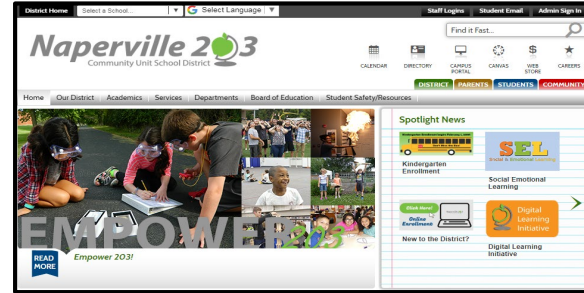 District Home
Select a School...
Select Language
Staff Logins
Student Email
Admin Sign In
Find it Fast...
Naperville 203
Community Unit School District
CALENDAR
DIRECTORY
CAMPUS PORTAL
CANVAS
WEB STORE
CAREERS
DISTRICT
PARENTS
STUDENTS
COMMUNITY
Home
Our District
Academics
Services
Departments
Board of Education
Student Safety/Resources
Spotlight News
Kindergarten
Enrollment
SEL
Social & Emotional Learning
Social Emotional
Learning
Click Here!
Online
Enrollment
New to the District?
Digital
Learning
Initiative
Digital Learning
Initiative
EMPOWER 203
READ
MORE
Empower 203!